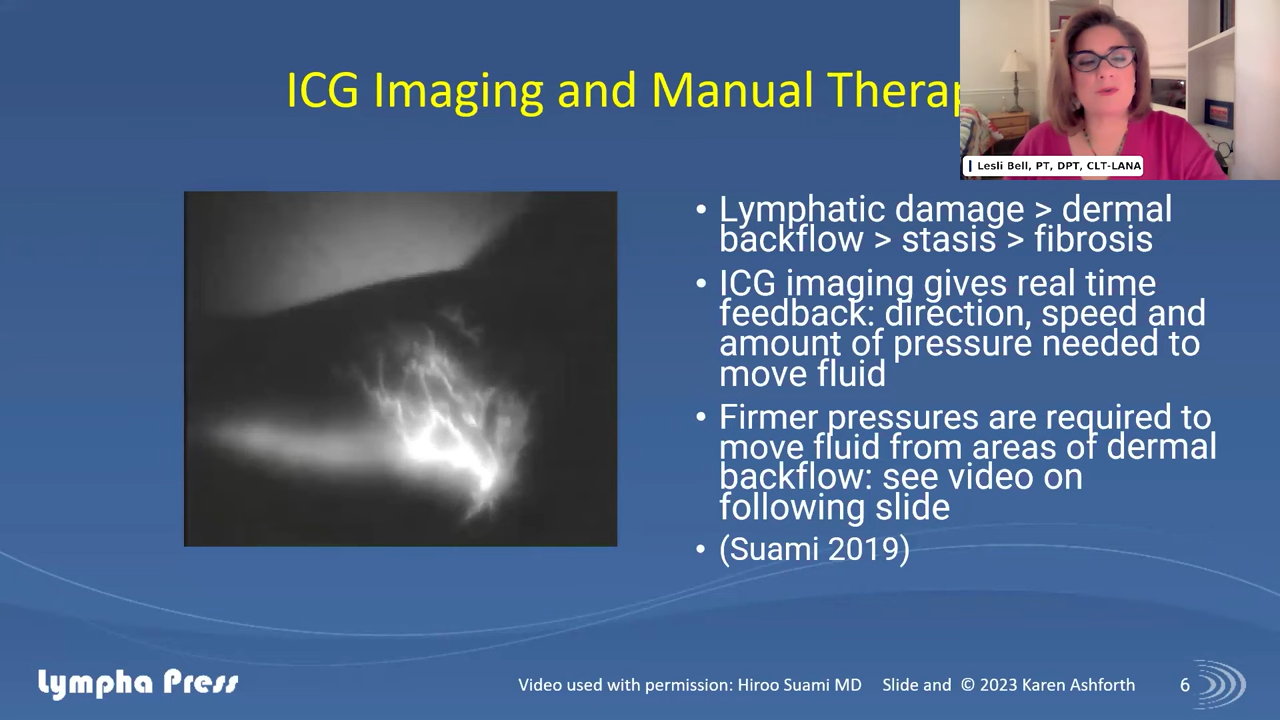 ICG Imaging and Manual Therap
Lesli Bell, PT, DPT, CLT-LANA
• Lymphatic damage > dermal
backflow > stasis > fibrosis
• ICG imaging gives real time
feedback: direction, speed and
amount of pressure needed to
move fluid
• Firmer pressures are required to
move fluid from areas of dermal
backflow: see video on
following slide
• (Suami 2019)
Lympha Press
Video used with permission: Hiroo Suami MD Slide and © 2023 Karen Ashforth
6